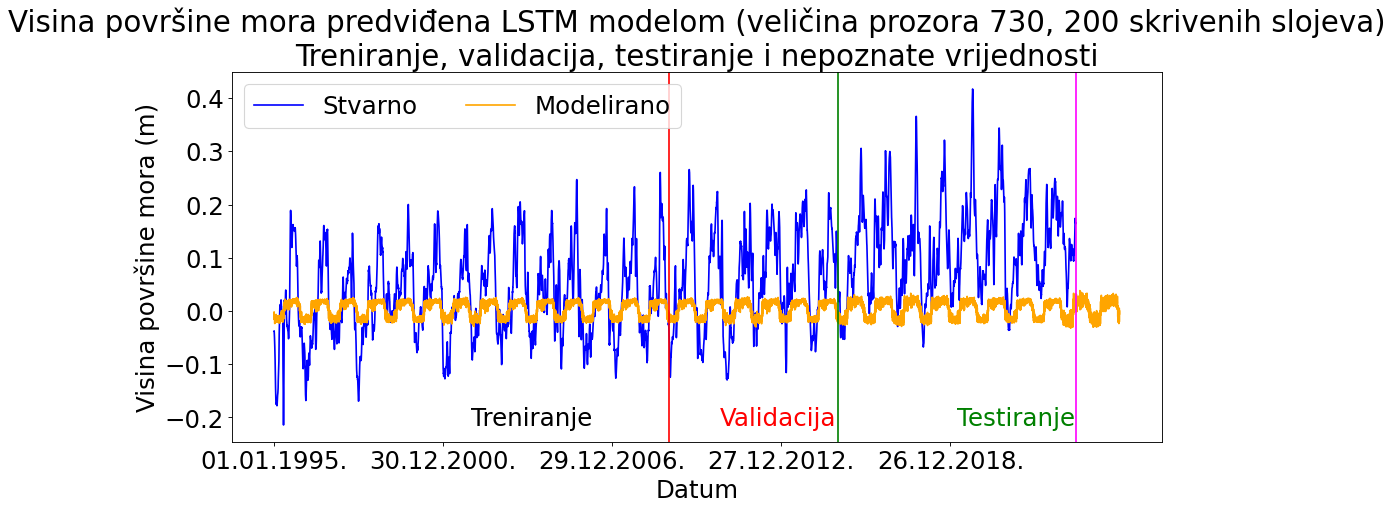 Visina površine mora predviđena LSTM modelom (veličina prozora 730, 200 skrivenih slojeva)
Treniranje, validacija, testiranje i nepoznate vrijednosti
Stvarno Modelirano
Visina površine mora (m)
0.4
0.3
0.2
0.1
0.0
−0.1
−0.2
Treniranje Validacija Testiranje
01.01.1995. 30.12.2000. 29.12.2006. 27.12.2012. 26.12.2018.
Datum